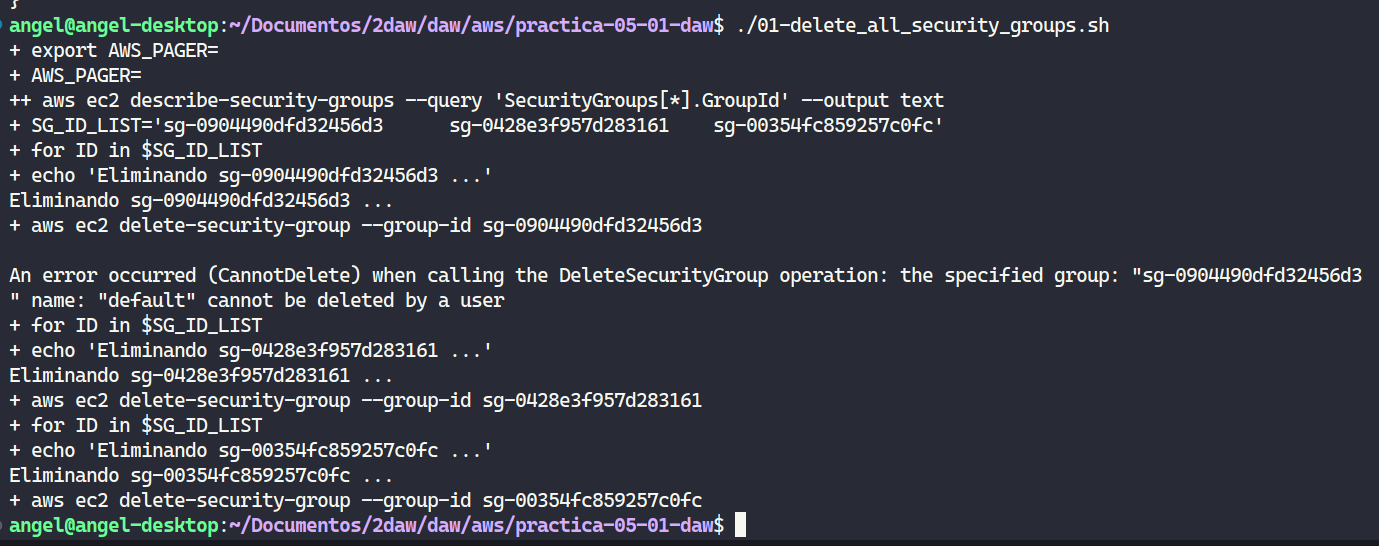 }
angel@angel-desktop:~/Documentos/2daw/daw/aws/practica-05-01-daw$ ./01-delete_all_security_groups.sh
+ export AWS_PAGER=
+ AWS_PAGER=
++ aws ec2 describe-security-groups --query 'SecurityGroups[*].GroupId' --output text
+ SG_ID_LIST='sg-0904490dfd32456d3      sg-0428e3f957d283161    sg-00354fc859257c0fc'
+ for ID in $SG_ID_LIST
+ echo 'Eliminando sg-0904490dfd32456d3 ...'
Eliminando sg-0904490dfd32456d3 ...
+ aws ec2 delete-security-group --group-id sg-0904490dfd32456d3

An error occurred (CannotDelete) when calling the DeleteSecurityGroup operation: the specified group: "sg-0904490dfd32456d3
" name: "default" cannot be deleted by a user
+ for ID in $SG_ID_LIST
+ echo 'Eliminando sg-0428e3f957d283161 ...'
Eliminando sg-0428e3f957d283161 ...
+ aws ec2 delete-security-group --group-id sg-0428e3f957d283161
+ for ID in $SG_ID_LIST
+ echo 'Eliminando sg-00354fc859257c0fc ...'
Eliminando sg-00354fc859257c0fc ...
+ aws ec2 delete-security-group --group-id sg-00354fc859257c0fc
angel@angel-desktop:~/Documentos/2daw/daw/aws/practica-05-01-daw$